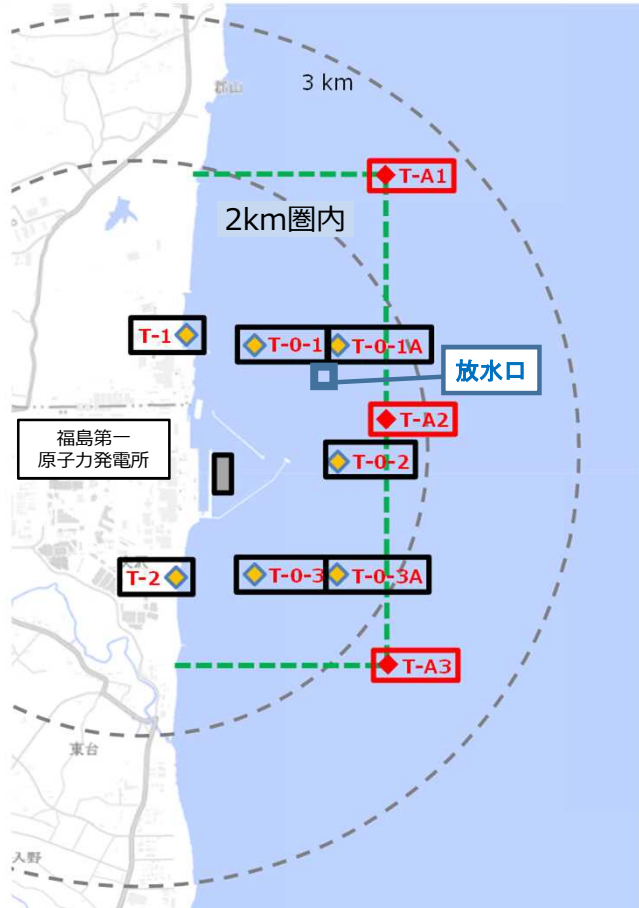 郡山
3 km
T-A1
2km圏内
T-1
T-0-1
T-0-1A
放水口
T-A2
福島第一
原子力発電所
T-0-2
T-2
T-0-3
T-0-3A
T-A3
東台
入野